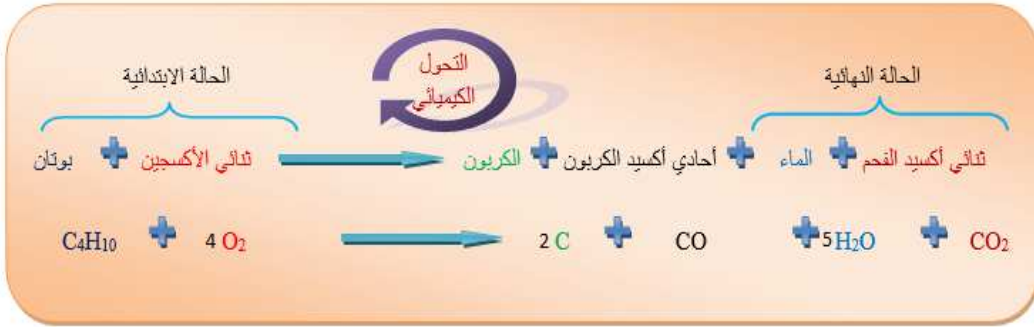 التحول
الكيميائي
الحالة الابتدائية
الحالة النهائية
بوتان + ثنائي الأكسجين → الكربون + أحادي أكسيد الكربون + الماء + ثنائي أكسيد الفحم
C₄H₁₀ + 4 O₂ → 2 C + CO + 5 H₂O + CO₂